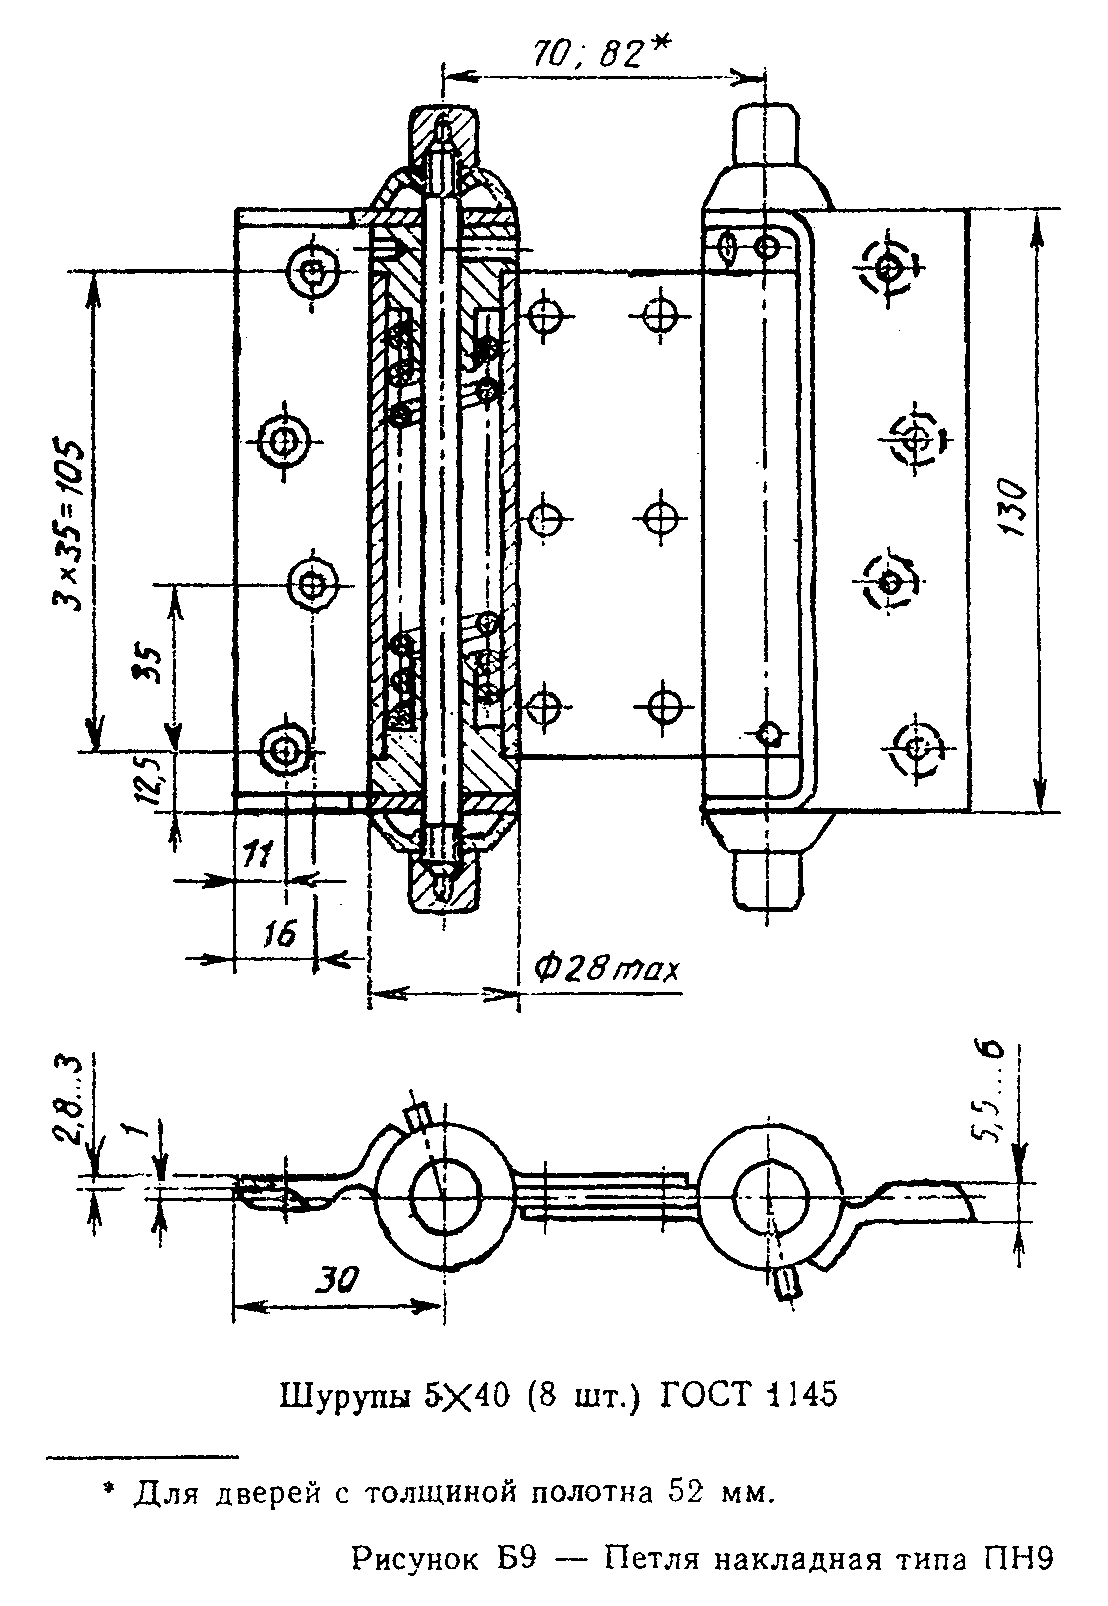 70; 82*
3×35=105
35
12,5
130
11
16
Ф28 max
2,8...3
1
5,5...6
30
Шурупы 5×40 (8 шт.) ГОСТ 1145
* Для дверей с толщиной полотна 52 мм.
Рисунок Б9 — Петля накладная типа ПН9